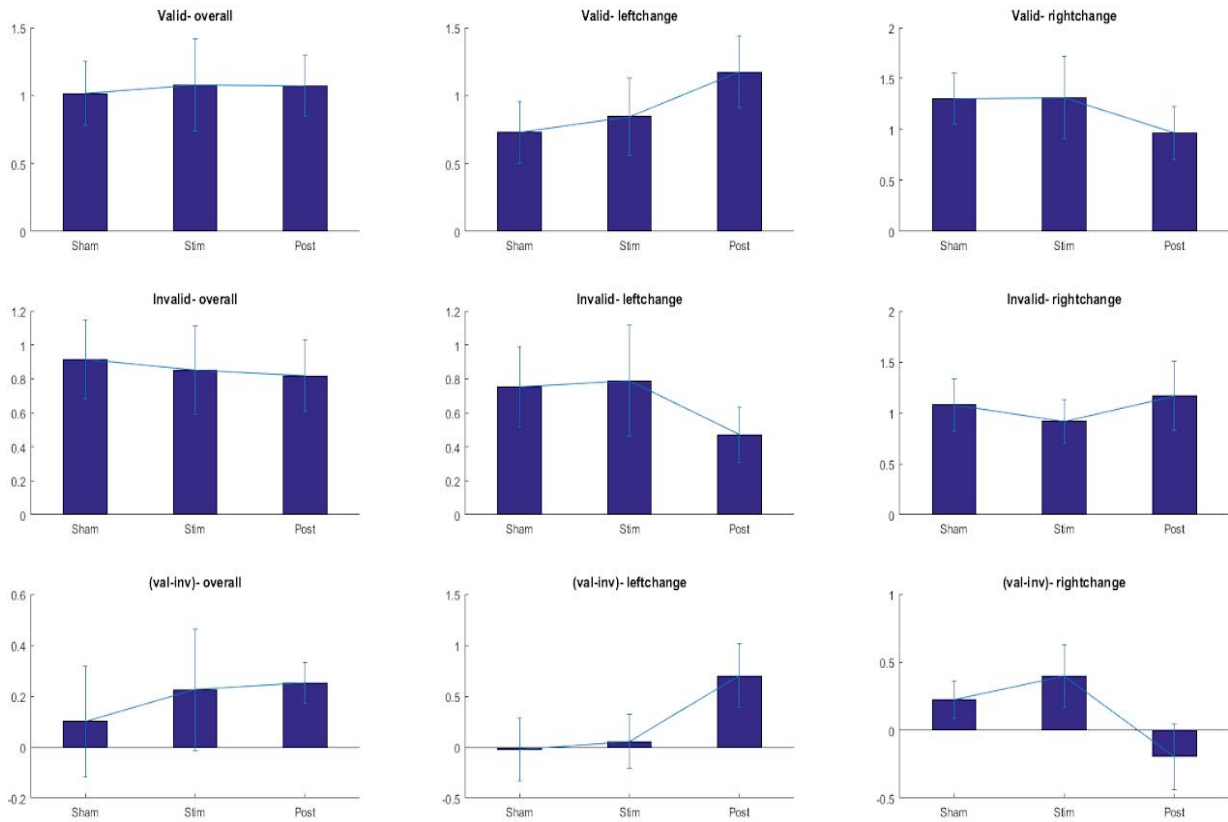 Valid- overall
1.5
1
0.5
0
Sham Stim Post
Valid- leftchange
1.5
1
0.5
0
Sham Stim Post
Valid- rightchange
2
1.5
1
0.5
0
Sham Stim Post
Invalid- overall
1.2
1
0.8
0.6
0.4
0.2
0
Sham Stim Post
Invalid- leftchange
1.2
1
0.8
0.6
0.4
0.2
0
Sham Stim Post
Invalid- rightchange
2
1.5
1
0.5
0
Sham Stim Post
(val-inv)- overall
0.6
0.4
0.2
0
-0.2
Sham Stim Post
(val-inv)- leftchange
1.5
1
0.5
0
-0.5
Sham Stim Post
(val-inv)- rightchange
1
0.5
0
-0.5
Sham Stim Post